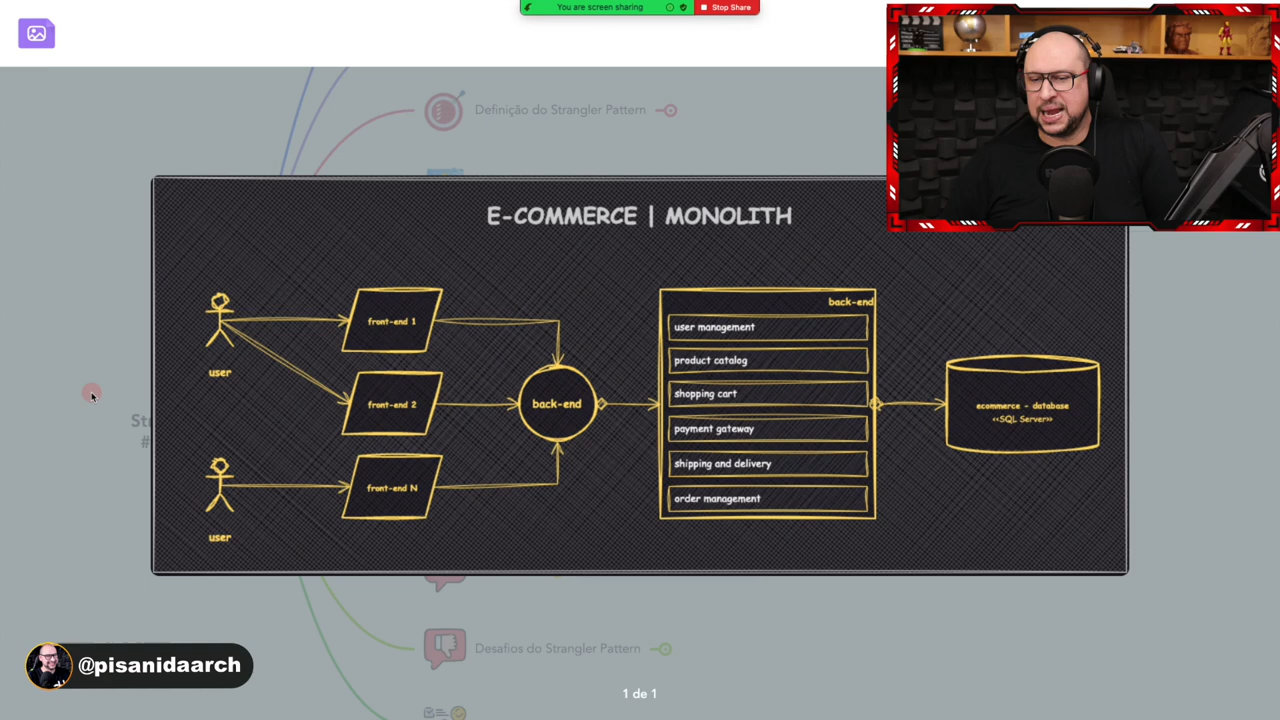 You are screen sharing
Stop Share
Definição do Strangler Pattern
E-COMMERCE | MONOLITH
user
user
front-end 1
front-end 2
front-end N
back-end
back-end
user management
product catalog
shopping cart
payment gateway
shipping and delivery
order management
ecommerce - database
<<SQL Server>>
St
#
Desafios do Strangler Pattern
@pisanidaarch
1 de 1